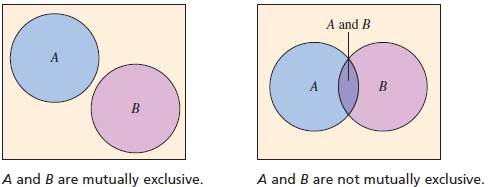 A
B
A and B are mutually exclusive.
A and B
A
B
A and B are not mutually exclusive.